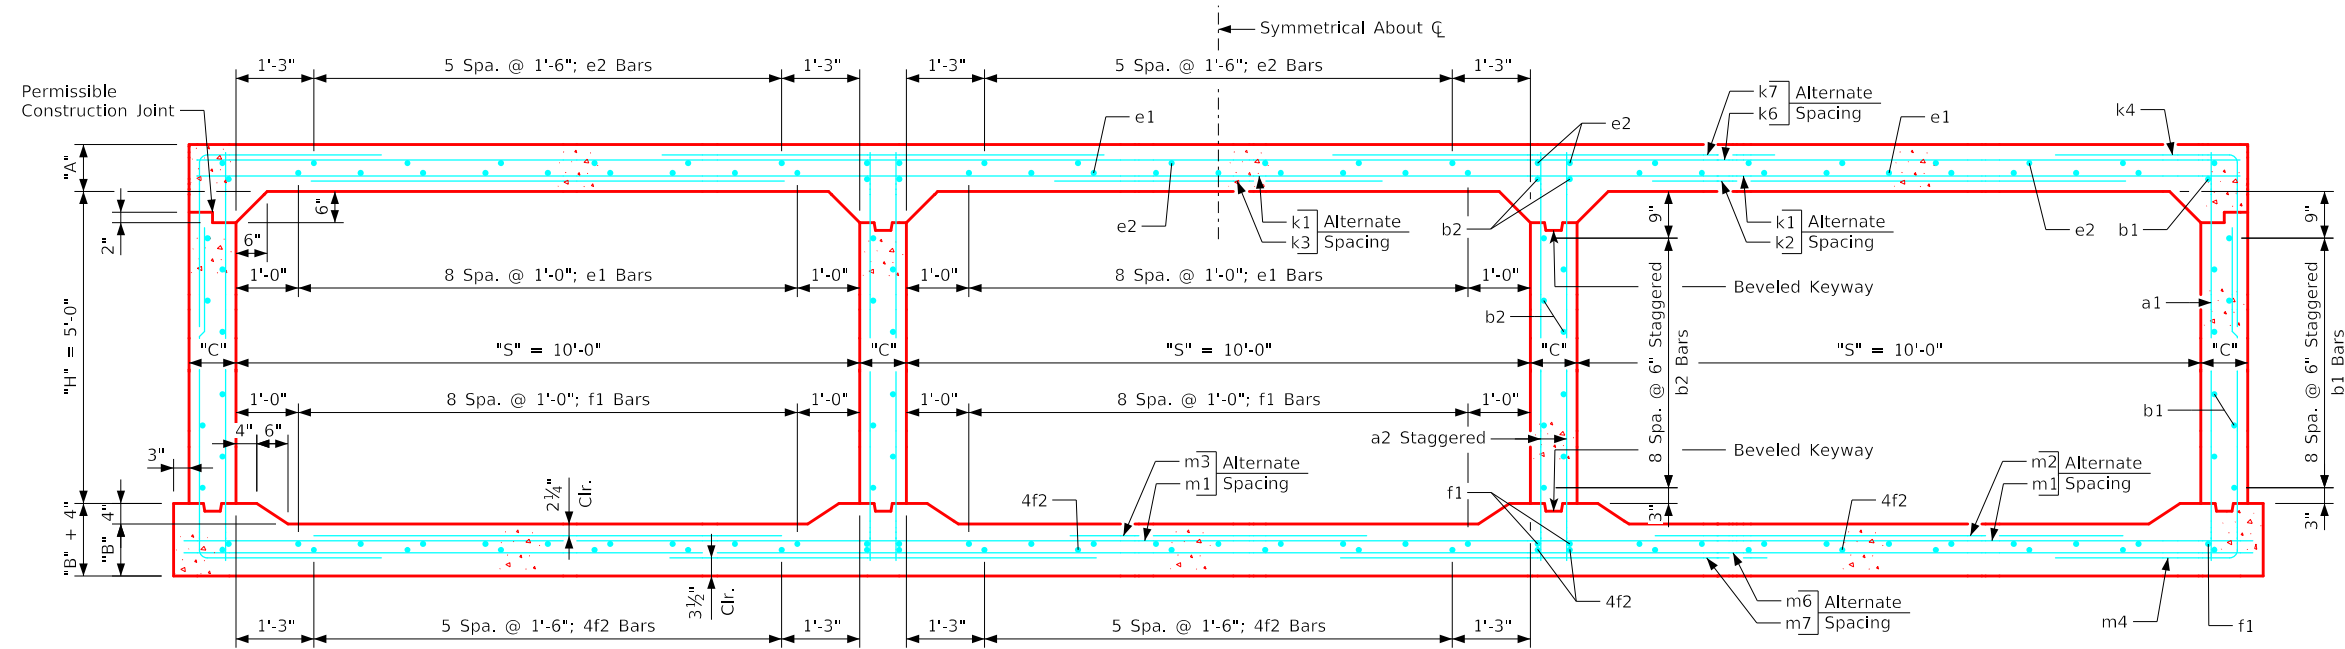 Symmetrical About ℄
1'-3"
5 Spa. @ 1'-6"; e2 Bars
1'-3"
1'-3"
5 Spa. @ 1'-6"; e2 Bars
1'-3"
Permissible
Construction Joint
k7
k6
Alternate
Spacing
k4
e1
e2
e1
"A"
6"
2"
6"
e2
k1
k3
Alternate
Spacing
b2
k1
k2
Alternate
Spacing
e2
b1
9"
9"
1'-0"
8 Spa. @ 1'-0"; e1 Bars
1'-0"
1'-0"
8 Spa. @ 1'-0"; e1 Bars
1'-0"
Beveled Keyway
a1
b2
"H" = 5'-0"
"C"
"S" = 10'-0"
"C"
"S" = 10'-0"
"C"
"S" = 10'-0"
"C"
8 Spa. @ 6" Staggered
b2 Bars
8 Spa. @ 6" Staggered
b1 Bars
1'-0"
8 Spa. @ 1'-0"; f1 Bars
1'-0"
1'-0"
8 Spa. @ 1'-0"; f1 Bars
1'-0"
b1
4"
6"
a2 Staggered
Beveled Keyway
3"
m3
m1
Alternate
Spacing
m2
m1
Alternate
Spacing
2¼"
Clr.
4f2
f1
4f2
"B" + 4"
4"
"B"
3"
3"
3½"
Clr.
4f2
m6
m7
Alternate
Spacing
m4
f1
1'-3"
5 Spa. @ 1'-6"; 4f2 Bars
1'-3"
1'-3"
5 Spa. @ 1'-6"; 4f2 Bars
1'-3"